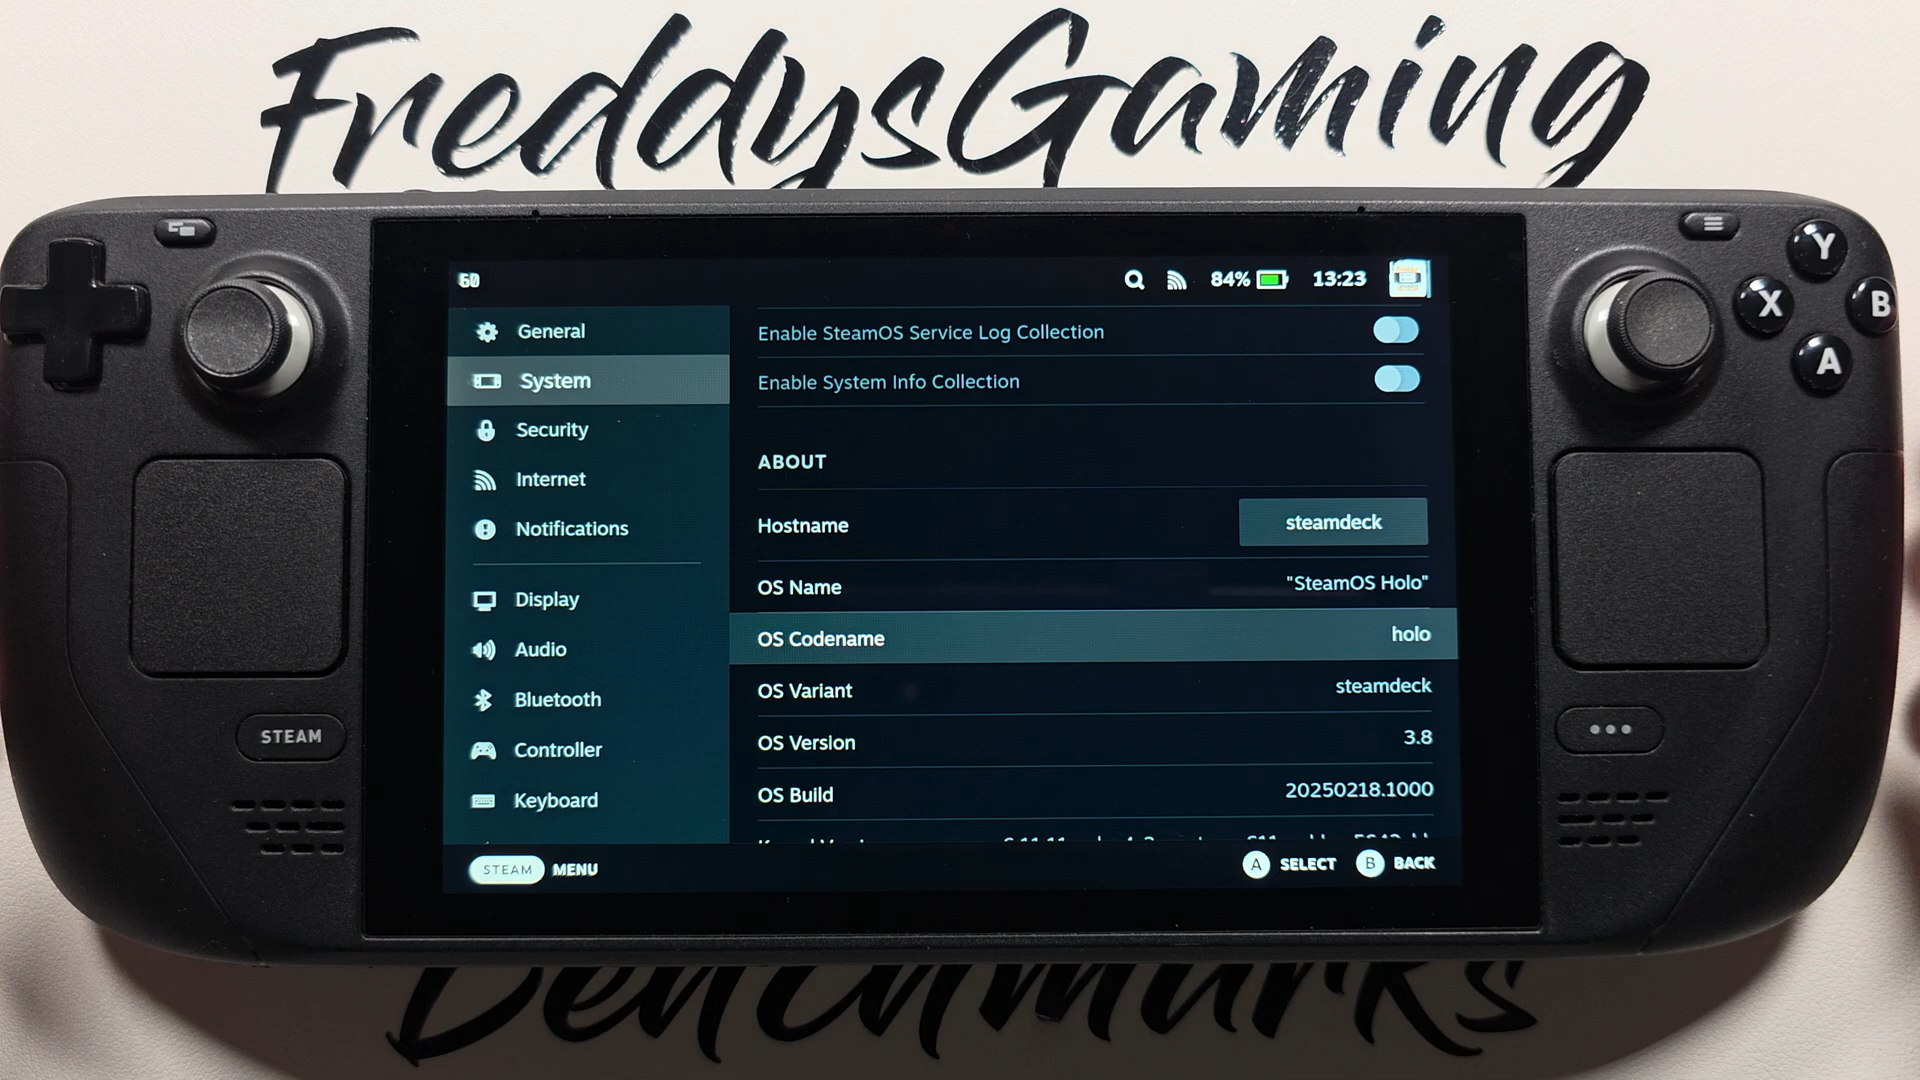 FreddysGaming
60
84%
13:23
General
System
Security
Internet
Notifications
Display
Audio
Bluetooth
Controller
Keyboard
Enable SteamOS Service Log Collection
Enable System Info Collection
ABOUT
Hostname steamdeck
OS Name "SteamOS Holo"
OS Codename holo
OS Variant steamdeck
OS Version 3.8
OS Build 20250218.1000
STEAM MENU
A SELECT B BACK
Y
X
B
A
STEAM
Benchmarks